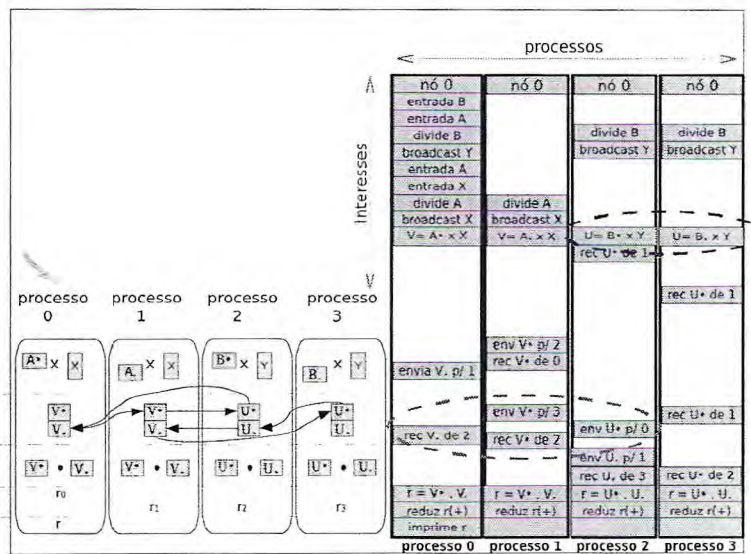 processos
Interesses
nó 0 nó 0 nó 0 nó 0
entrada B
entrada A
divide B divide B divide B
broadcast Y broadcast Y broadcast Y
entrada A
entrada X
divide A divide A
broadcast X broadcast X
V= A• x X V= A. x X U= B• x Y U= B. x Y
rec U• de 1
rec U• de 1
env V• p/ 2
rec V• de 0
envia V. p/ 1
env V• p/ 3 rec U• de 1
env U• p/ 0
rec V. de 2 rec V• de 2
env U. p/ 1
rec U. de 3 rec U• de 2
r = V• . V. r = V• . V. r = U• . U. r = U• . U.
reduz r(+) reduz r(+) reduz r(+) reduz r(+)
imprime r
processo 0 processo 1 processo 2 processo 3
processo processo processo processo
0 1 2 3
A• x X A. x X B• x Y B. x Y
V• V• U• U•
V. V. U. U.
V• • V. V• • V. U• • U. U• • U.
r0 r1 r2 r3
r